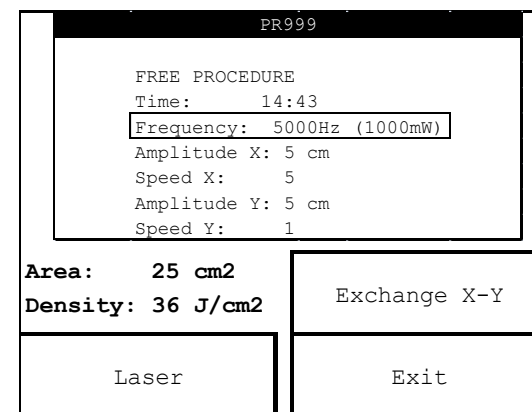 PR999
FREE PROCEDURE
Time: 14:43
Frequency: 5000Hz (1000mW)
Amplitude X: 5 cm
Speed X: 5
Amplitude Y: 5 cm
Speed Y: 1
Area: 25 cm2
Density: 36 J/cm2
Exchange X-Y
Laser
Exit